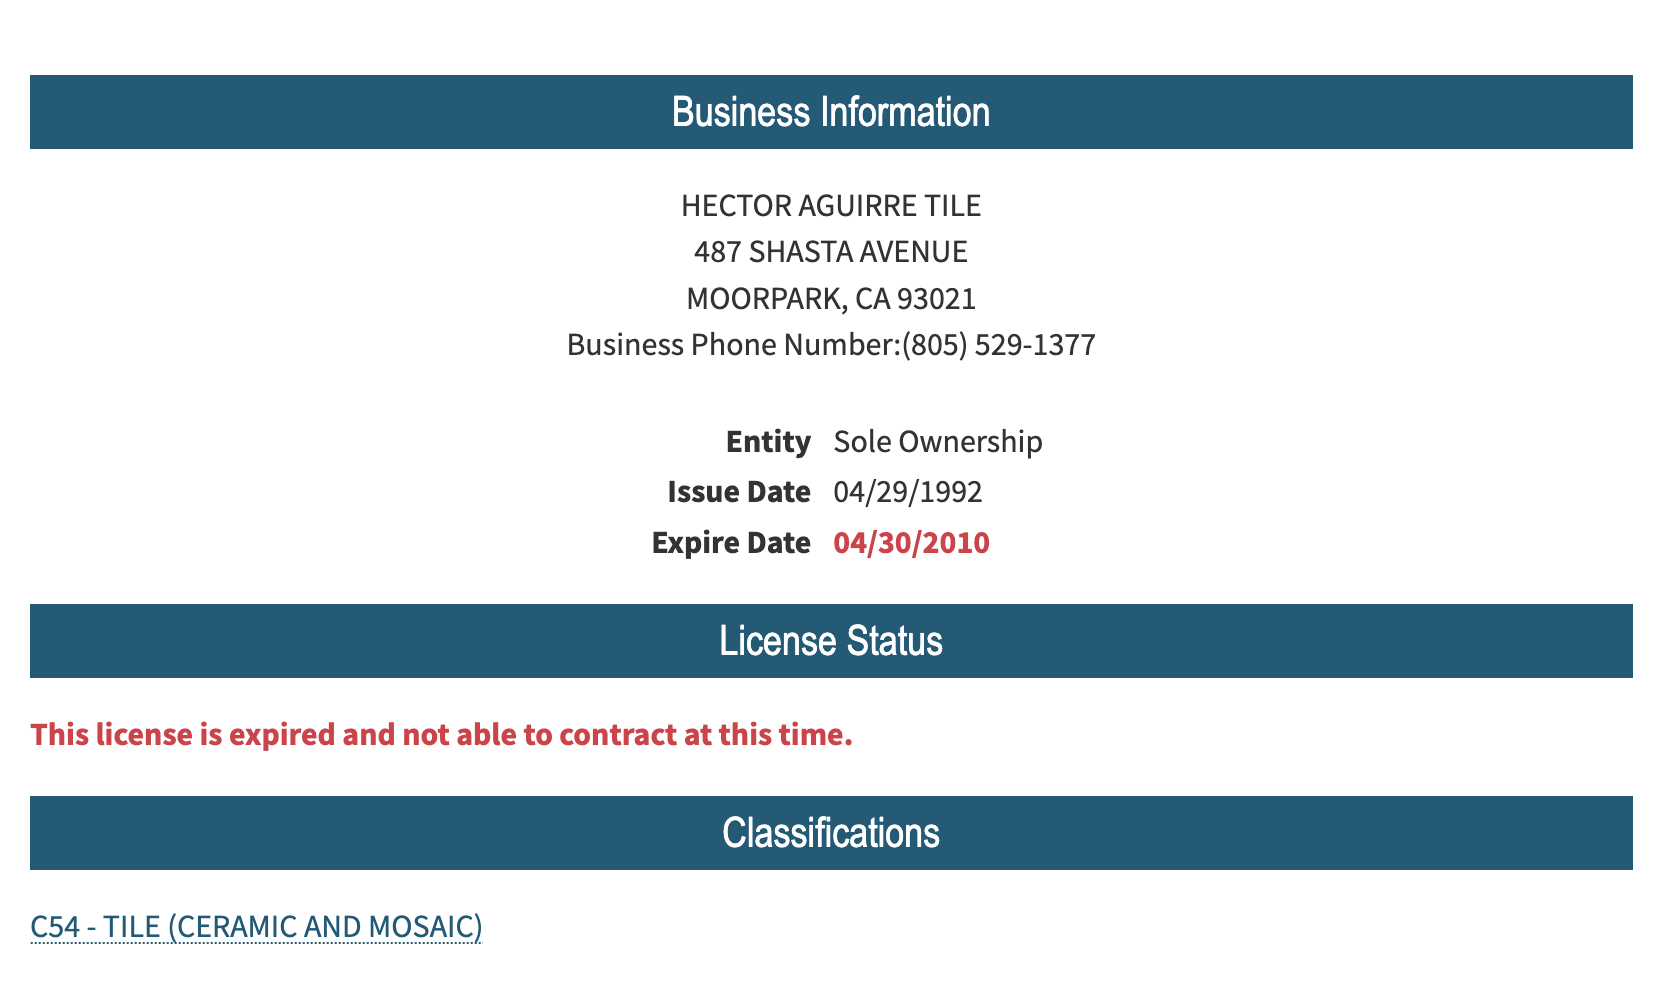 Business Information
HECTOR AGUIRRE TILE
487 SHASTA AVENUE
MOORPARK, CA 93021
Business Phone Number:(805) 529-1377
Entity Sole Ownership
Issue Date 04/29/1992
Expire Date 04/30/2010
License Status
This license is expired and not able to contract at this time.
Classifications
C54 - TILE (CERAMIC AND MOSAIC)